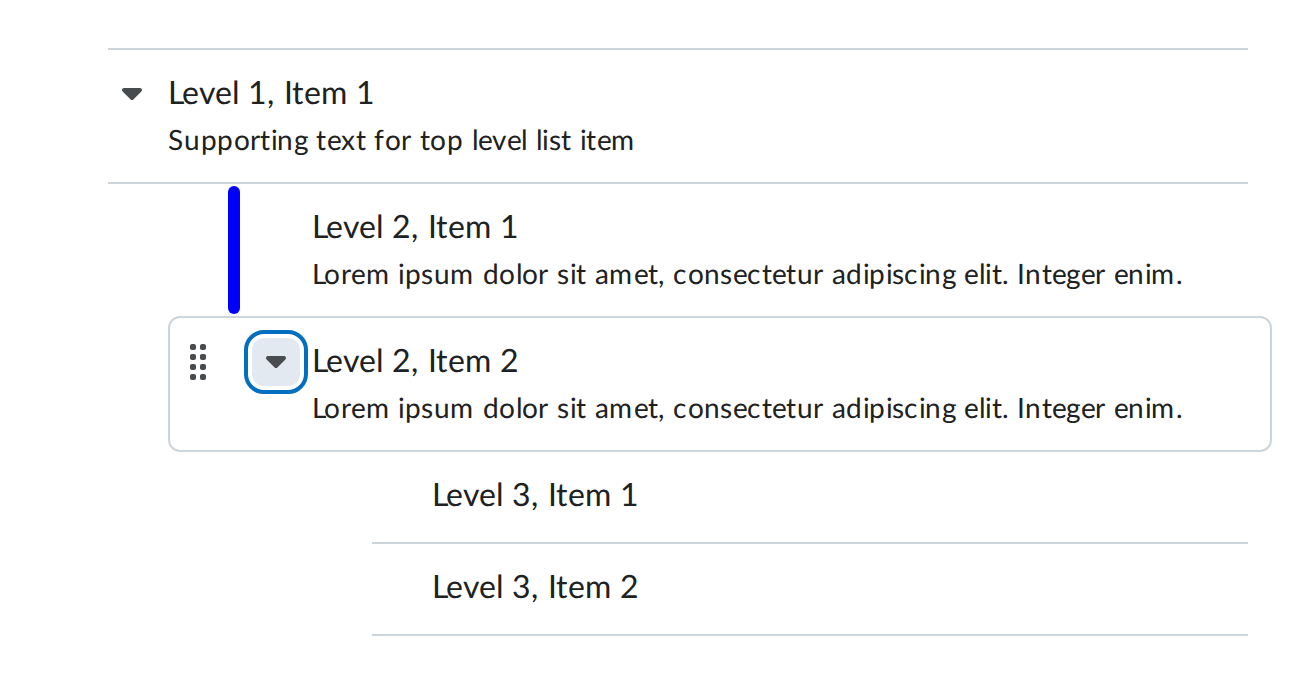 Level 1, Item 1
Supporting text for top level list item
Level 2, Item 1
Lorem ipsum dolor sit amet, consectetur adipiscing elit. Integer enim.
Level 2, Item 2
Lorem ipsum dolor sit amet, consectetur adipiscing elit. Integer enim.
Level 3, Item 1
Level 3, Item 2